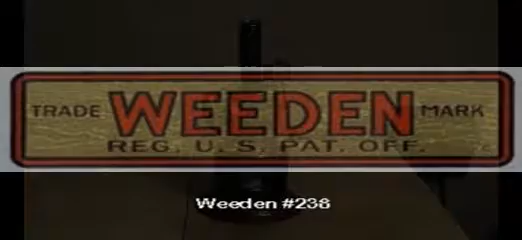 TRADE WEEDEN MARK
REG. U. S. PAT. OFF.
Weeden #238